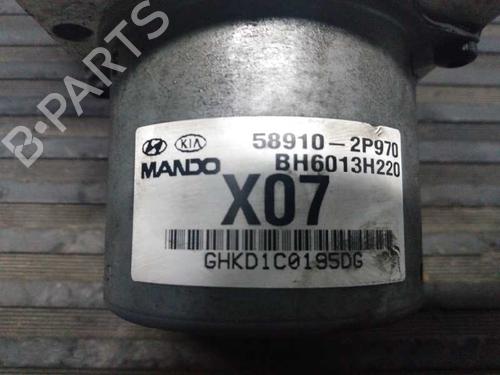 B-PARTS
KIA
MANDO
58910-2P970
BH6013H220
X07
GHKD1C0195DG